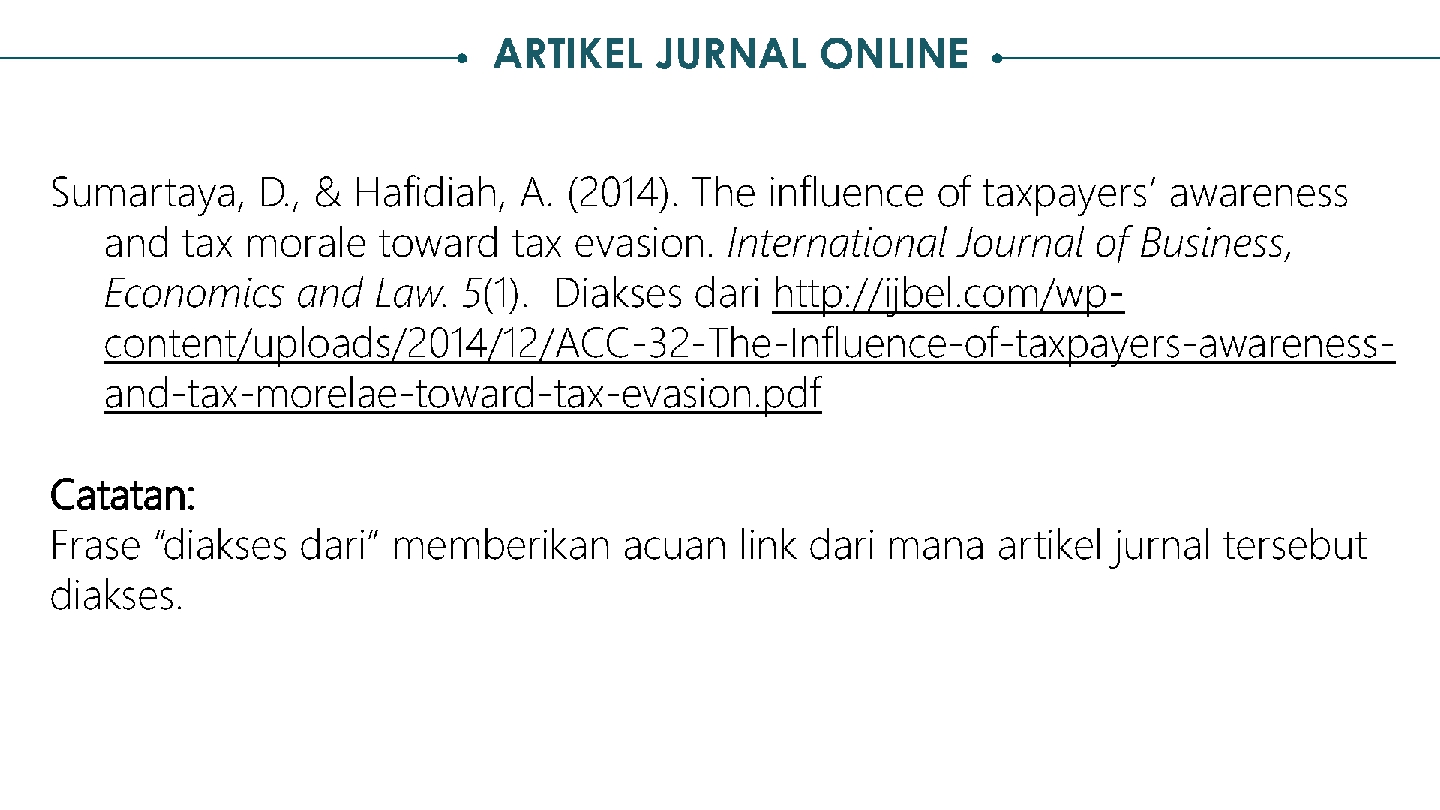 ARTIKEL JURNAL ONLINE
Sumartaya, D., & Hafidiah, A. (2014). The influence of taxpayers’ awareness
and tax morale toward tax evasion. International Journal of Business,
Economics and Law. 5(1).  Diakses dari http://ijbel.com/wp-
content/uploads/2014/12/ACC-32-The-Influence-of-taxpayers-awareness-
and-tax-morelae-toward-tax-evasion.pdf
Catatan:
Frase “diakses dari” memberikan acuan link dari mana artikel jurnal tersebut
diakses.